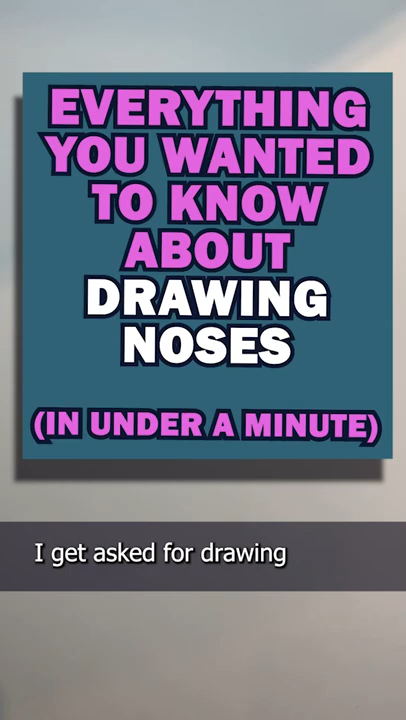 EVERYTHING
YOU WANTED
TO KNOW
ABOUT
DRAWING
NOSES
(IN UNDER A MINUTE)
I get asked for drawing